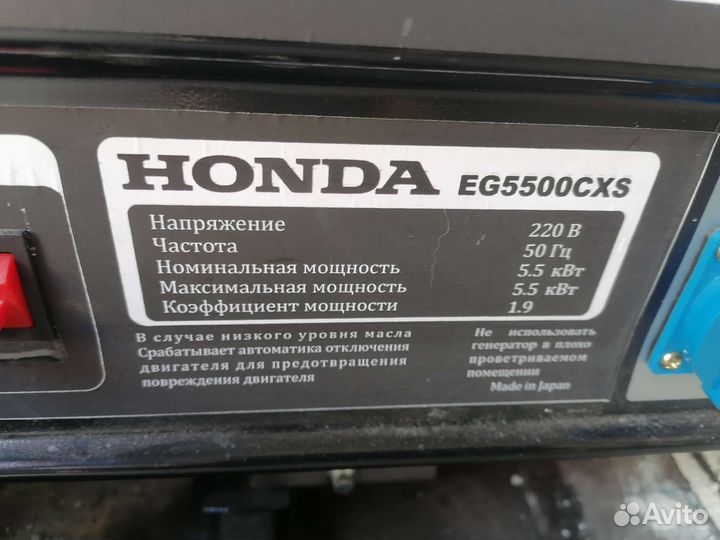 HONDA EG5500CXS
Напряжение 220 В
Частота 50 Гц
Номинальная мощность 5.5 кВт
Максимальная мощность 5.5 кВт
Коэффициент мощности 1.9
В случае низкого уровня масла
Срабатывает автоматика отключения
двигателя для предотвращения
повреждения двигателя
Не использовать
генератор в плохо-
проветриваемом
помещении
Made in Japan
Avito